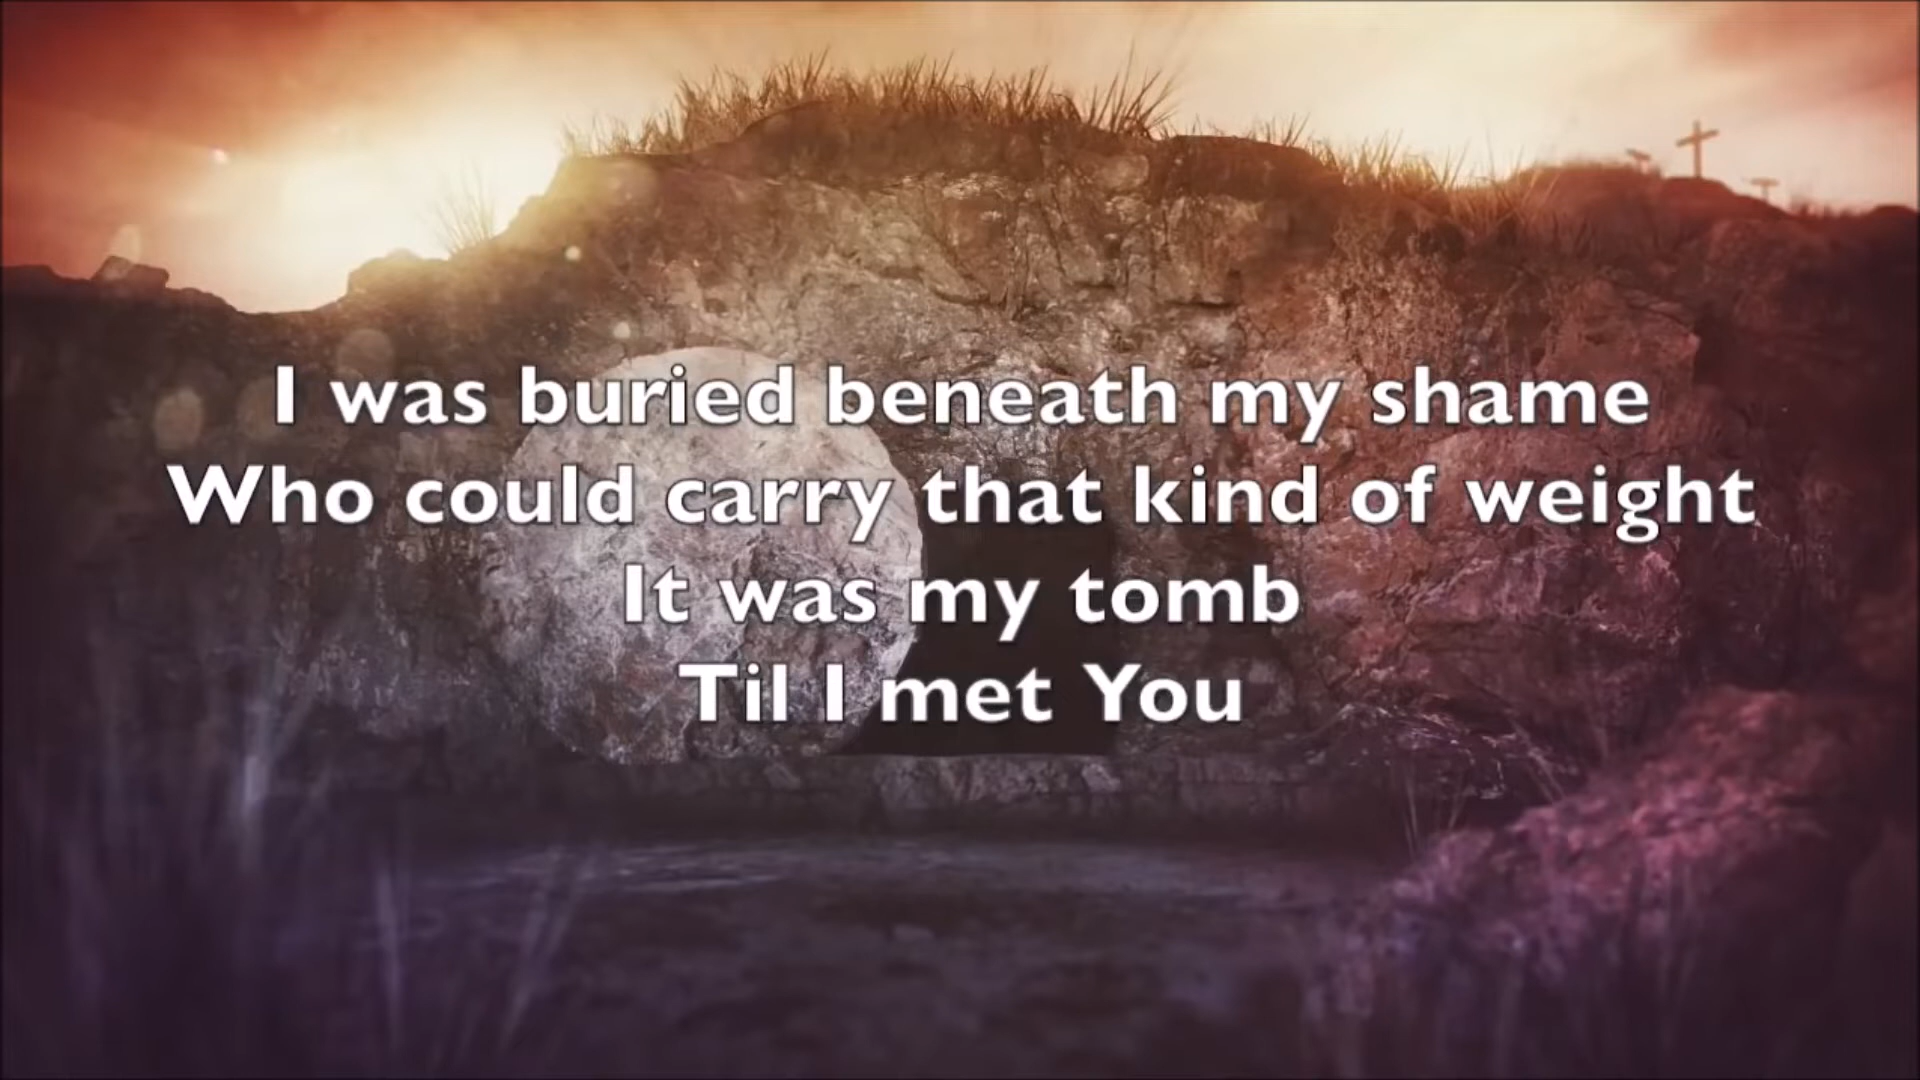 I was buried beneath my shame
Who could carry that kind of weight
It was my tomb
Til I met You